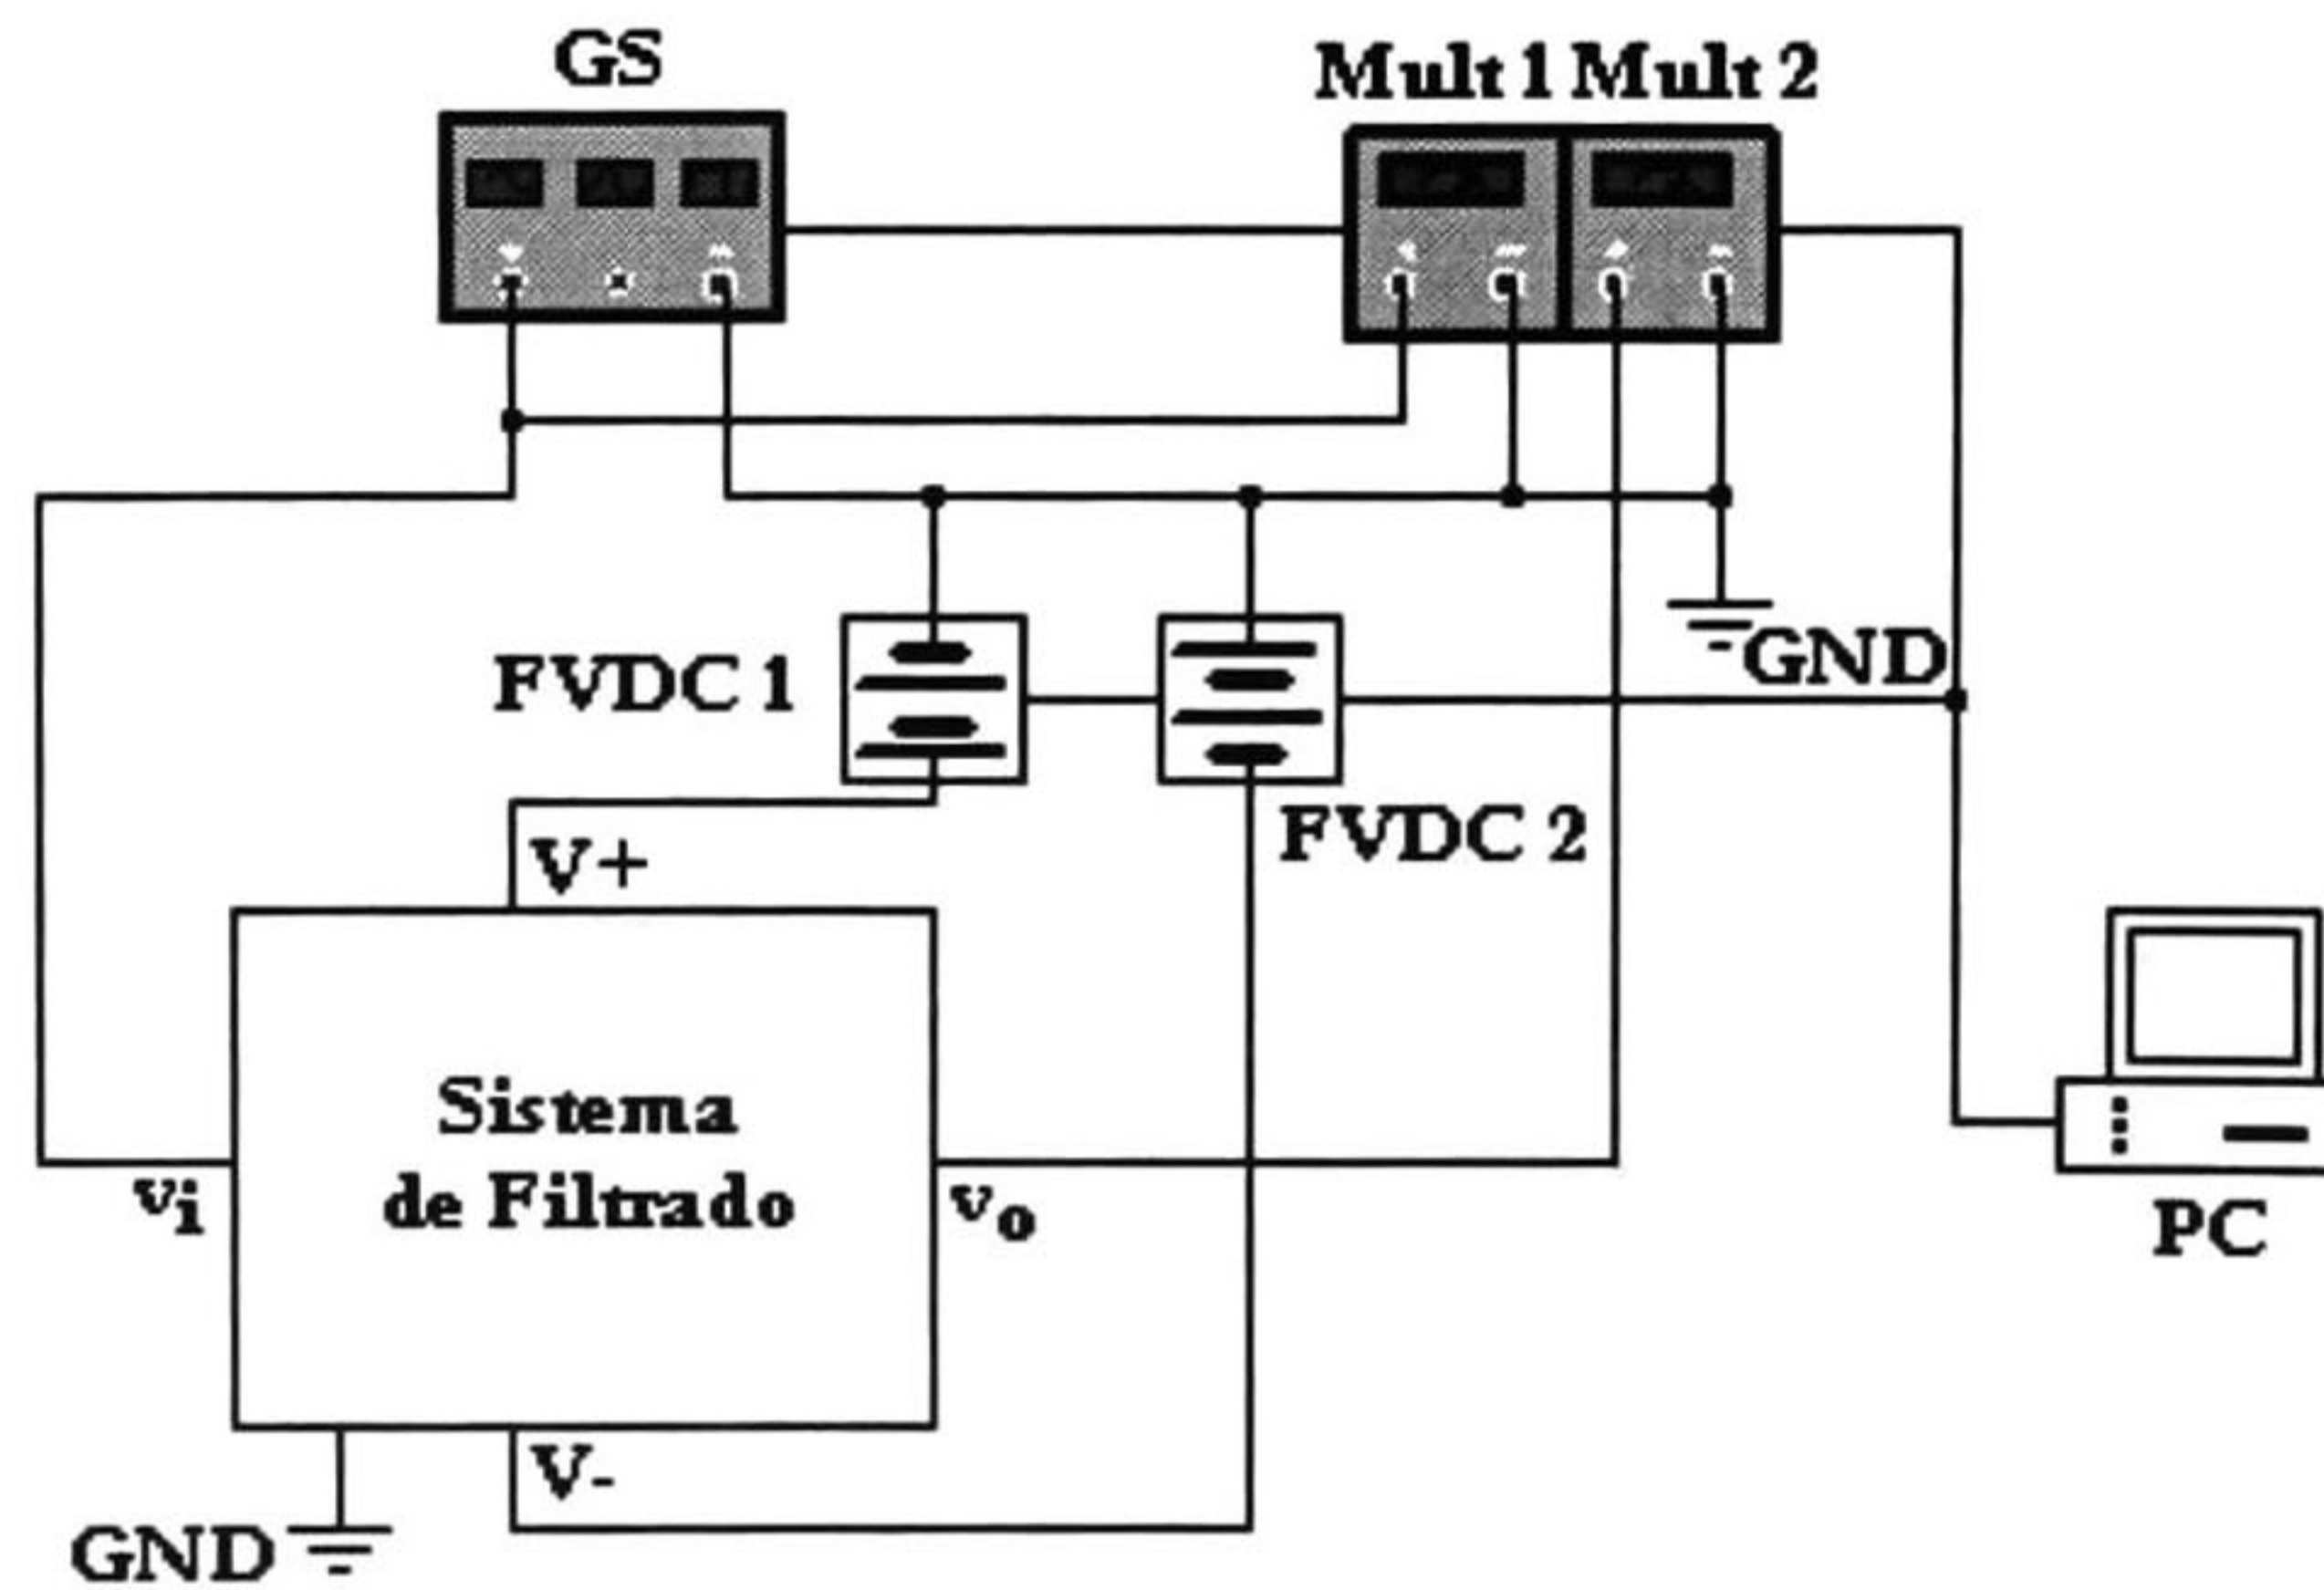 GS
Mult 1 Mult 2
GND
FVDC 1
FVDC 2
V+
Sistema
de Filtrado
vi
vo
PC
V-
GND